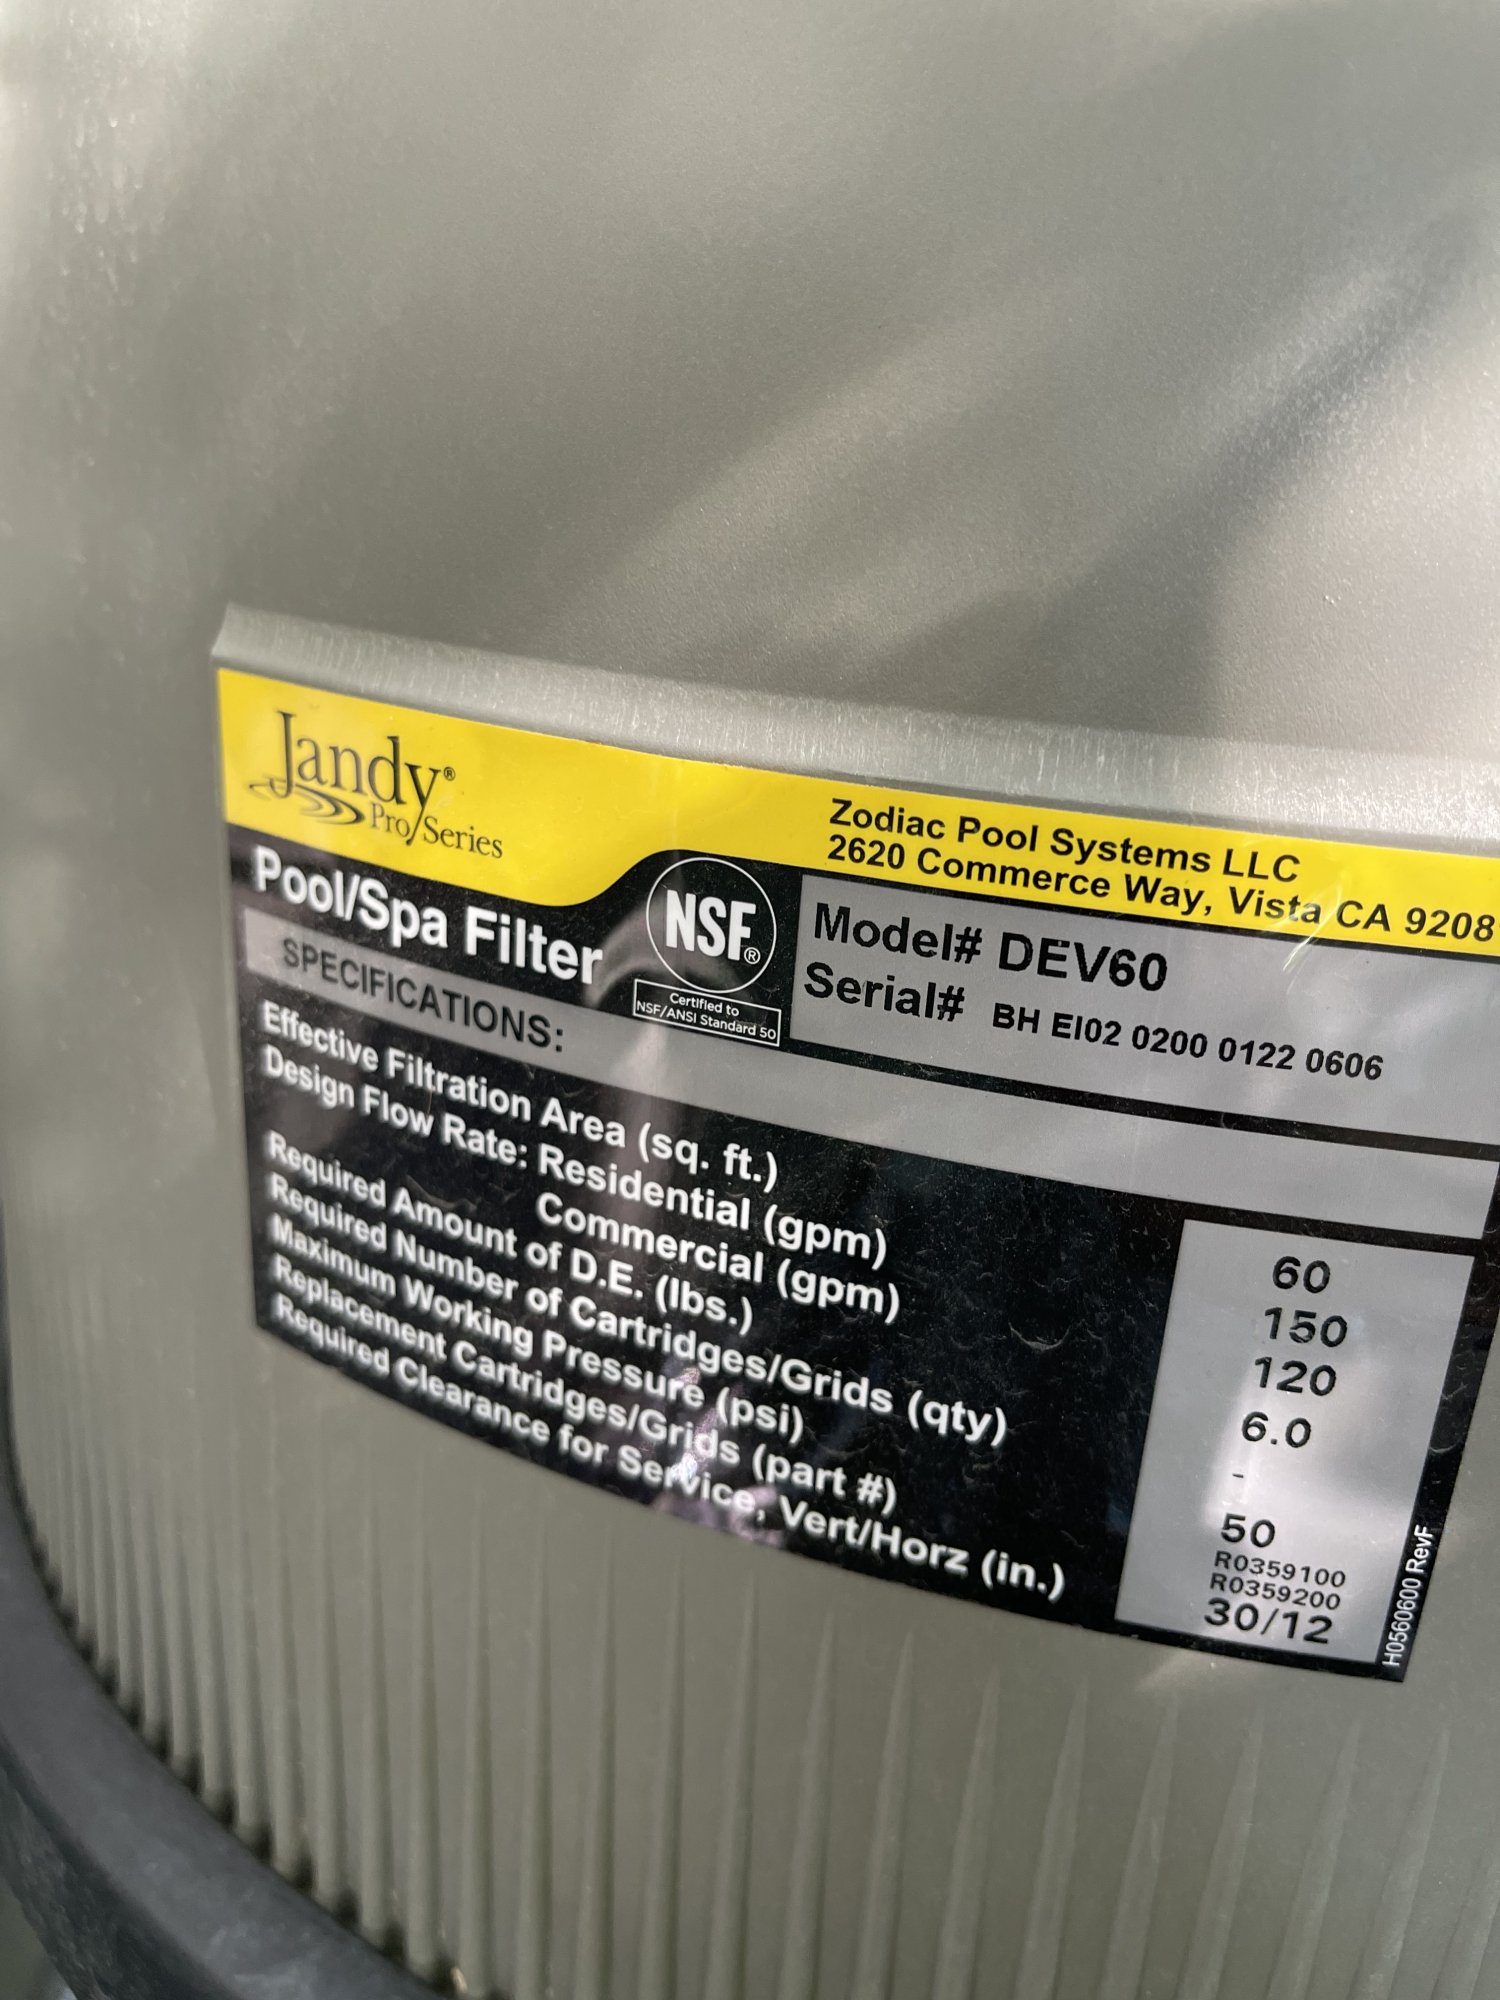 Jandy®
Pro Series
Zodiac Pool Systems LLC
2620 Commerce Way, Vista CA 9208
Pool/Spa Filter
NSF®
Certified to
NSF/ANSI Standard 50
Model# DEV60
Serial# BH EI02 0200 0122 0606
SPECIFICATIONS:
Effective Filtration Area (sq. ft.) 60
Design Flow Rate: Residential (gpm) 150
Commercial (gpm) 120
Required Amount of D.E. (lbs.) 6.0
Required Number of Cartridges/Grids (qty) -
Maximum Working Pressure (psi) 50
Replacement Cartridges/Grids (part #) R0359100
R0359200
Required Clearance for Service, Vert/Horz (in.) 30/12
H0560600 RevF